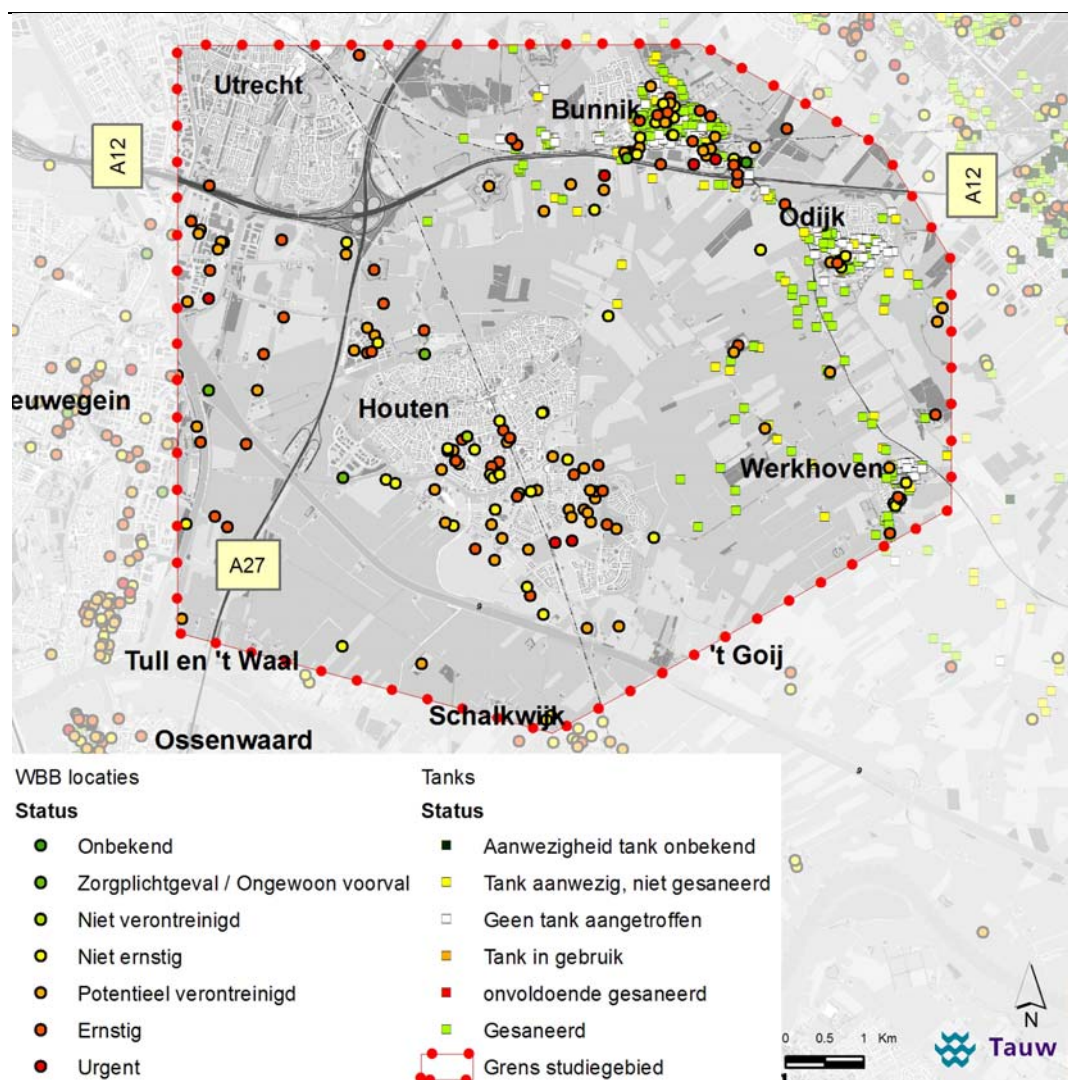 Utrecht
Bunnik
A12
A12
Odijk
euwegein
Houten
Werkhoven
A27
9
Tull en 't Waal
't Goij
Schalkwijk
Ossenwaard
9
WBB locaties
Status
Onbekend
Zorgplichtgeval / Ongewoon voorval
Niet verontreinigd
Niet ernstig
Potentieel verontreinigd
Ernstig
Urgent
Tanks
Status
Aanwezigheid tank onbekend
Tank aanwezig, niet gesaneerd
Geen tank aangetroffen
Tank in gebruik
onvoldoende gesaneerd
Gesaneerd
Grens studiegebied
N
0 0.5 1 Km
Tauw